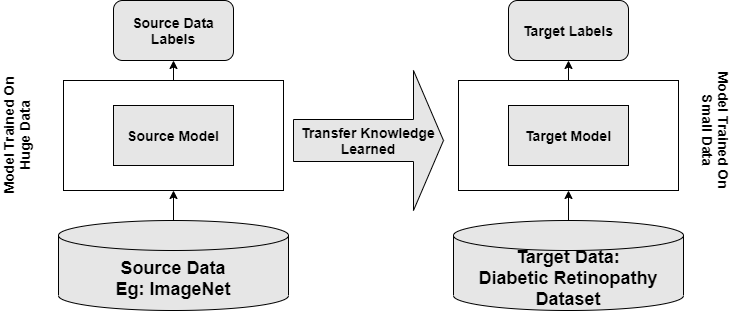 Source Data
Labels
Target Labels
Model Trained On
Huge Data
Source Model
Transfer Knowledge
Learned
Target Model
Model Trained On
Small Data
Source Data
Eg: ImageNet
Target Data:
Diabetic Retinopathy
Dataset